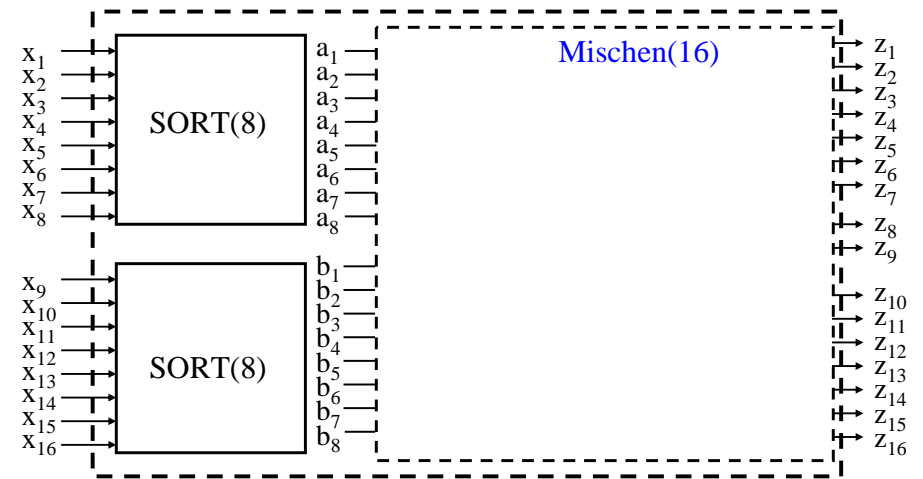 Mischen(16)
x₁
x₂
x₃
x₄
x₅
x₆
x₇
x₈
SORT(8)
a₁
a₂
a₃
a₄
a₅
a₆
a₇
a₈
x₉
x₁₀
x₁₁
x₁₂
x₁₃
x₁₄
x₁₅
x₁₆
SORT(8)
b₁
b₂
b₃
b₄
b₅
b₆
b₇
b₈
z₁
z₂
z₃
z₄
z₅
z₆
z₇
z₈
z₉
z₁₀
z₁₁
z₁₂
z₁₃
z₁₄
z₁₅
z₁₆